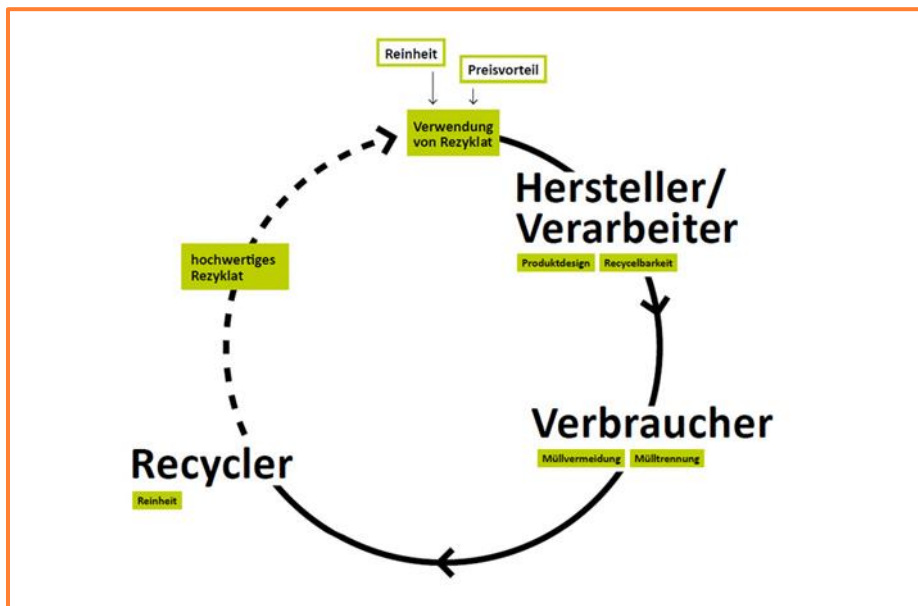 Reinheit
Preisvorteil
Verwendung
von Rezyklat
Hersteller/
Verarbeiter
Produktdesign
Recycelbarkeit
hochwertiges
Rezyklat
Verbraucher
Müllvermeidung
Mülltrennung
Recycler
Reinheit